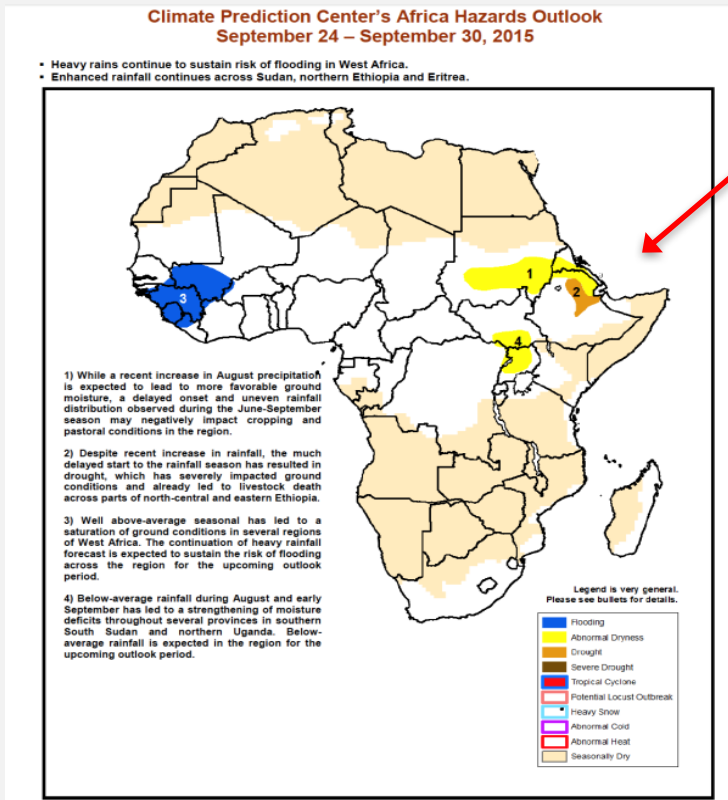 Climate Prediction Center's Africa Hazards Outlook
September 24 – September 30, 2015
▪ Heavy rains continue to sustain risk of flooding in West Africa.
▪ Enhanced rainfall continues across Sudan, northern Ethiopia and Eritrea.
1
2
3
4
1) While a recent increase in August precipitation
is expected to lead to more favorable ground
moisture, a delayed onset and uneven rainfall
distribution observed during the June-September
season may negatively impact cropping and
pastoral conditions in the region.
2) Despite recent increase in rainfall, the much
delayed start to the rainfall season has resulted in
drought, which has severely impacted ground
conditions and already led to livestock death
across parts of north-central and eastern Ethiopia.
3) Well above-average seasonal has led to a
saturation of ground conditions in several regions
of West Africa. The continuation of heavy rainfall
forecast is expected to sustain the risk of flooding
across the region for the upcoming outlook
period.
4) Below-average rainfall during August and early
September has led to a strengthening of moisture
deficits throughout several provinces in southern
South Sudan and northern Uganda. Below-
average rainfall is expected in the region for the
upcoming outlook period.
Legend is very general.
Please see bullets for details.
Flooding
Abnormal Dryness
Drought
Severe Drought
Tropical Cyclone
Potential Locust Outbreak
Heavy Snow
Abnormal Cold
Abnormal Heat
Seasonally Dry